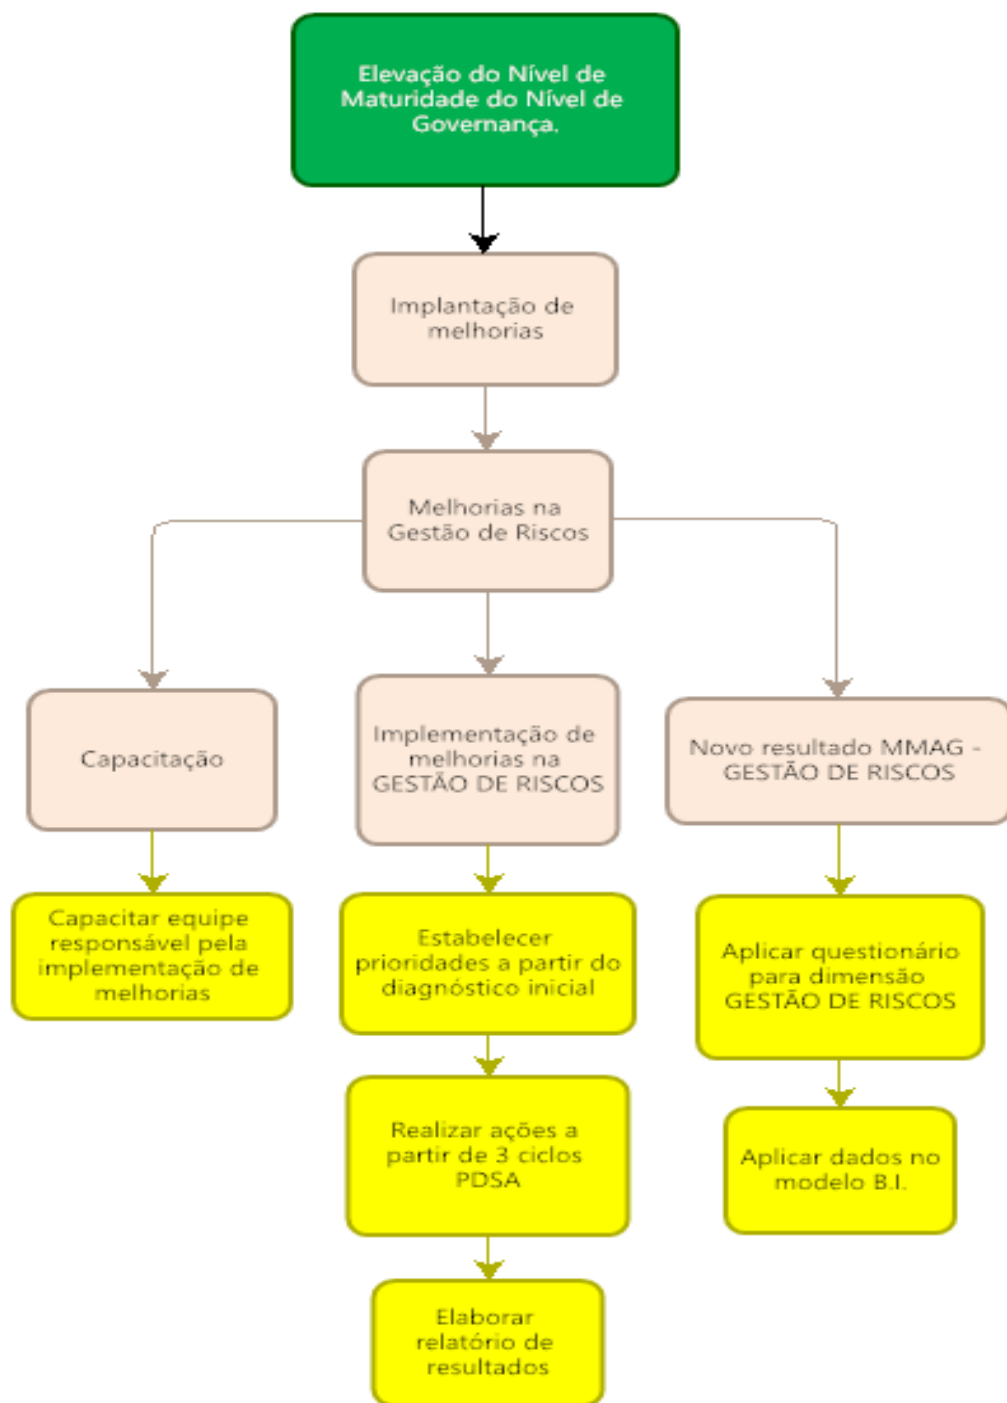 Elevação do Nível de
Maturidade do Nível de
Governança.
Implantação de
melhorias
Melhorias na
Gestão de Riscos
Capacitação
Implementação de
melhorias na
GESTÃO DE RISCOS
Novo resultado MMAG -
GESTÃO DE RISCOS
Capacitar equipe
responsável pela
implementação de
melhorias
Estabelecer
prioridades a partir do
diagnóstico inicial
Aplicar questionário
para dimensão
GESTÃO DE RISCOS
Realizar ações a
partir de 3 ciclos
PDSA
Aplicar dados no
modelo B.I.
Elaborar
relatório de
resultados